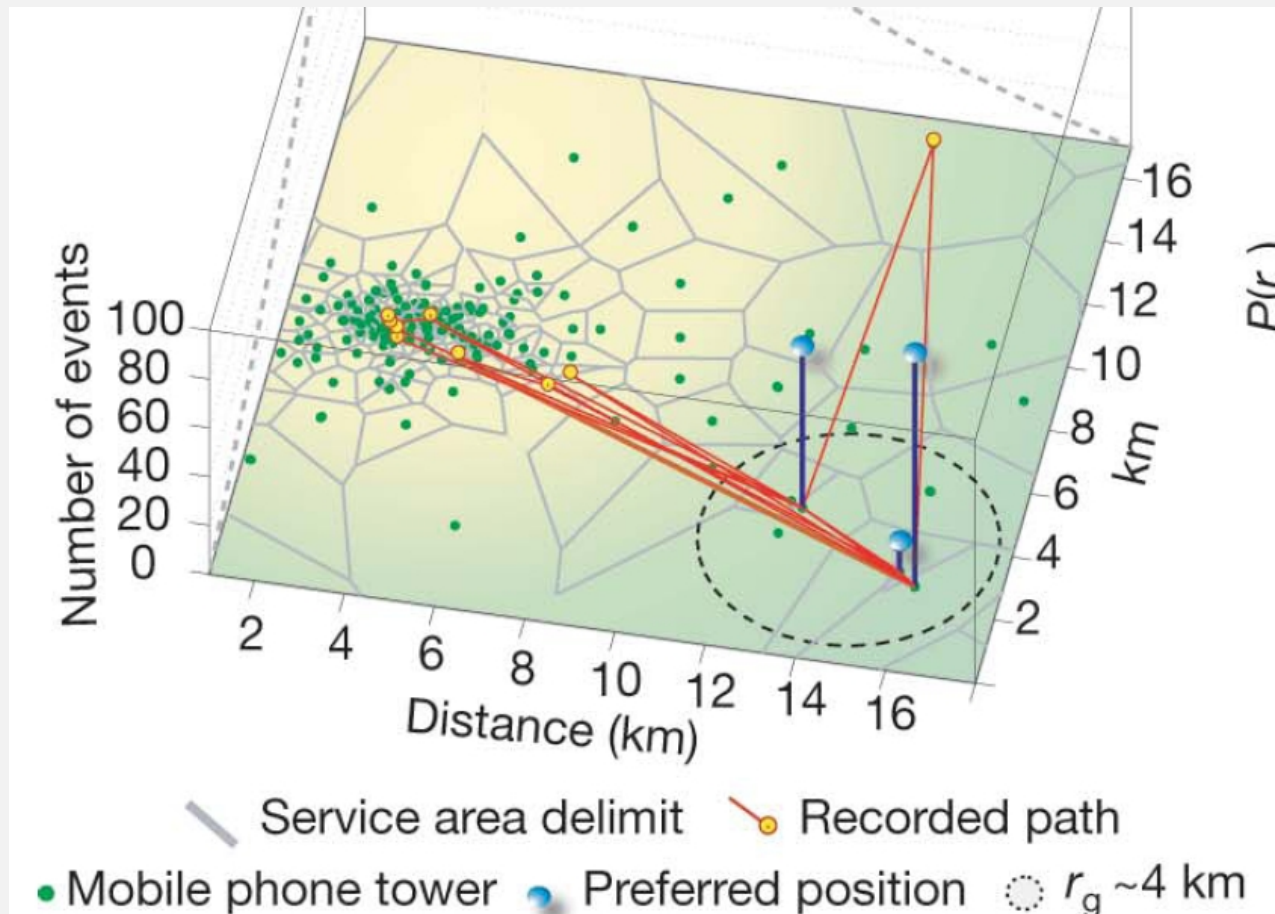 Number of events
100
80
60
40
20
0
2
4
6
8
10
12
14
16
Distance (km)
16
14
12
10
8
6
4
2
km
P(r
Service area delimit
Recorded path
Mobile phone tower
Preferred position
rg ~4 km